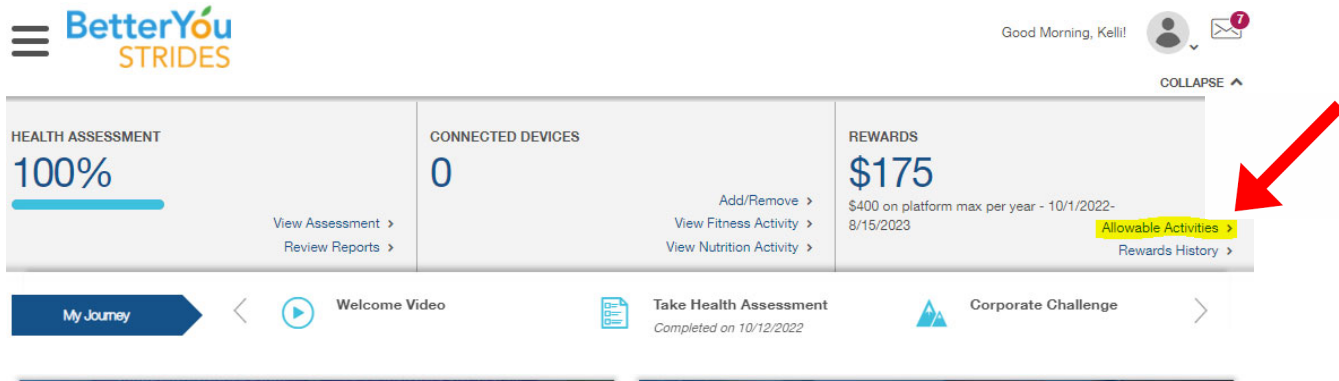 BetterYou
STRIDES
Good Morning, Kelli!
7
COLLAPSE
HEALTH ASSESSMENT
100%
View Assessment >
Review Reports >
CONNECTED DEVICES
0
Add/Remove >
View Fitness Activity >
View Nutrition Activity >
REWARDS
$175
$400 on platform max per year - 10/1/2022-
8/15/2023
Allowable Activities >
Rewards History >
My Journey
Welcome Video
Take Health Assessment
Completed on 10/12/2022
Corporate Challenge